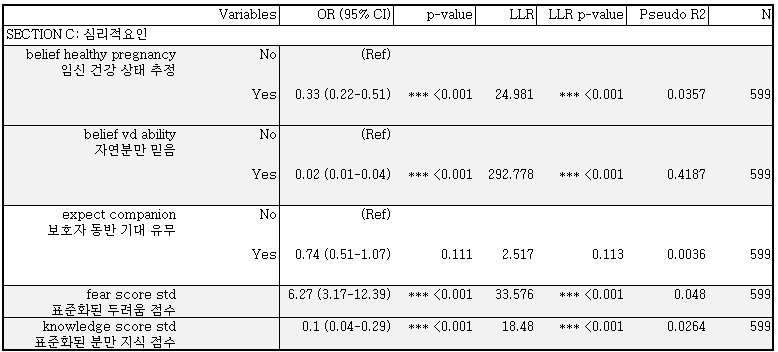 Variables OR (95% CI) p-value LLR LLR p-value Pseudo R2 N
SECTION C: 심리적요인
belief healthy pregnancy No (Ref)
임신 건강 상태 추정
Yes 0.33 (0.22-0.51) *** <0.001 24.981 *** <0.001 0.0357 599
belief vd ability No (Ref)
자연분만 믿음
Yes 0.02 (0.01-0.04) *** <0.001 292.778 *** <0.001 0.4187 599
expect companion No (Ref)
보호자 동반 기대 유무
Yes 0.74 (0.51-1.07) 0.111 2.517 0.113 0.0036 599
fear score std 6.27 (3.17-12.39) *** <0.001 33.576 *** <0.001 0.048 599
표준화된 두려움 점수
knowledge score std 0.1 (0.04-0.29) *** <0.001 18.48 *** <0.001 0.0264 599
표준화된 분만 지식 점수